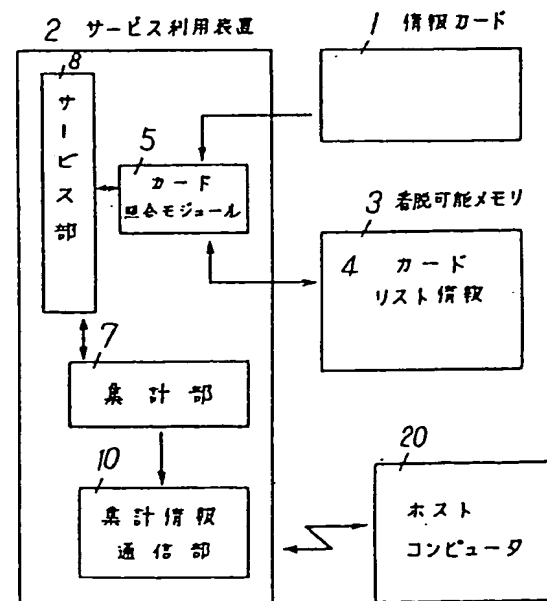 2 サービス利用装置
8
サービス部
5
カード
照合モジュール
7
集計部
10
集計情報
通信部
1 情報カード
3 着脱可能メモリ
4 カード
リスト情報
20
ホスト
コンピュータ